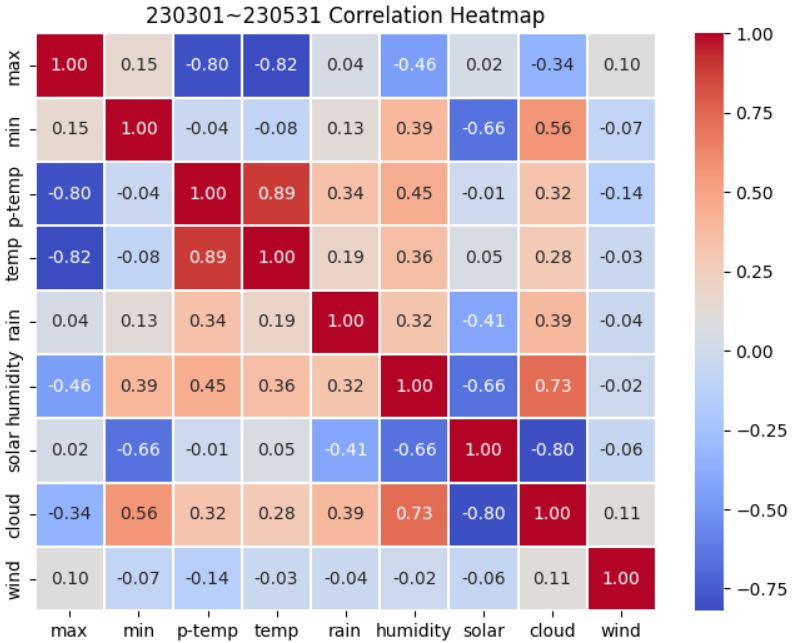 230301~230531 Correlation Heatmap
max 1.00 0.15 -0.80 -0.82 0.04 -0.46 0.02 -0.34 0.10
min 0.15 1.00 -0.04 -0.08 0.13 0.39 -0.66 0.56 -0.07
p-temp -0.80 -0.04 1.00 0.89 0.34 0.45 -0.01 0.32 -0.14
temp -0.82 -0.08 0.89 1.00 0.19 0.36 0.05 0.28 -0.03
rain 0.04 0.13 0.34 0.19 1.00 0.32 -0.41 0.39 -0.04
humidity -0.46 0.39 0.45 0.36 0.32 1.00 -0.66 0.73 -0.02
solar 0.02 -0.66 -0.01 0.05 -0.41 -0.66 1.00 -0.80 -0.06
cloud -0.34 0.56 0.32 0.28 0.39 0.73 -0.80 1.00 0.11
wind 0.10 -0.07 -0.14 -0.03 -0.04 -0.02 -0.06 0.11 1.00
max min p-temp temp rain humidity solar cloud wind
1.00
0.75
0.50
0.25
0.00
−0.25
−0.50
−0.75